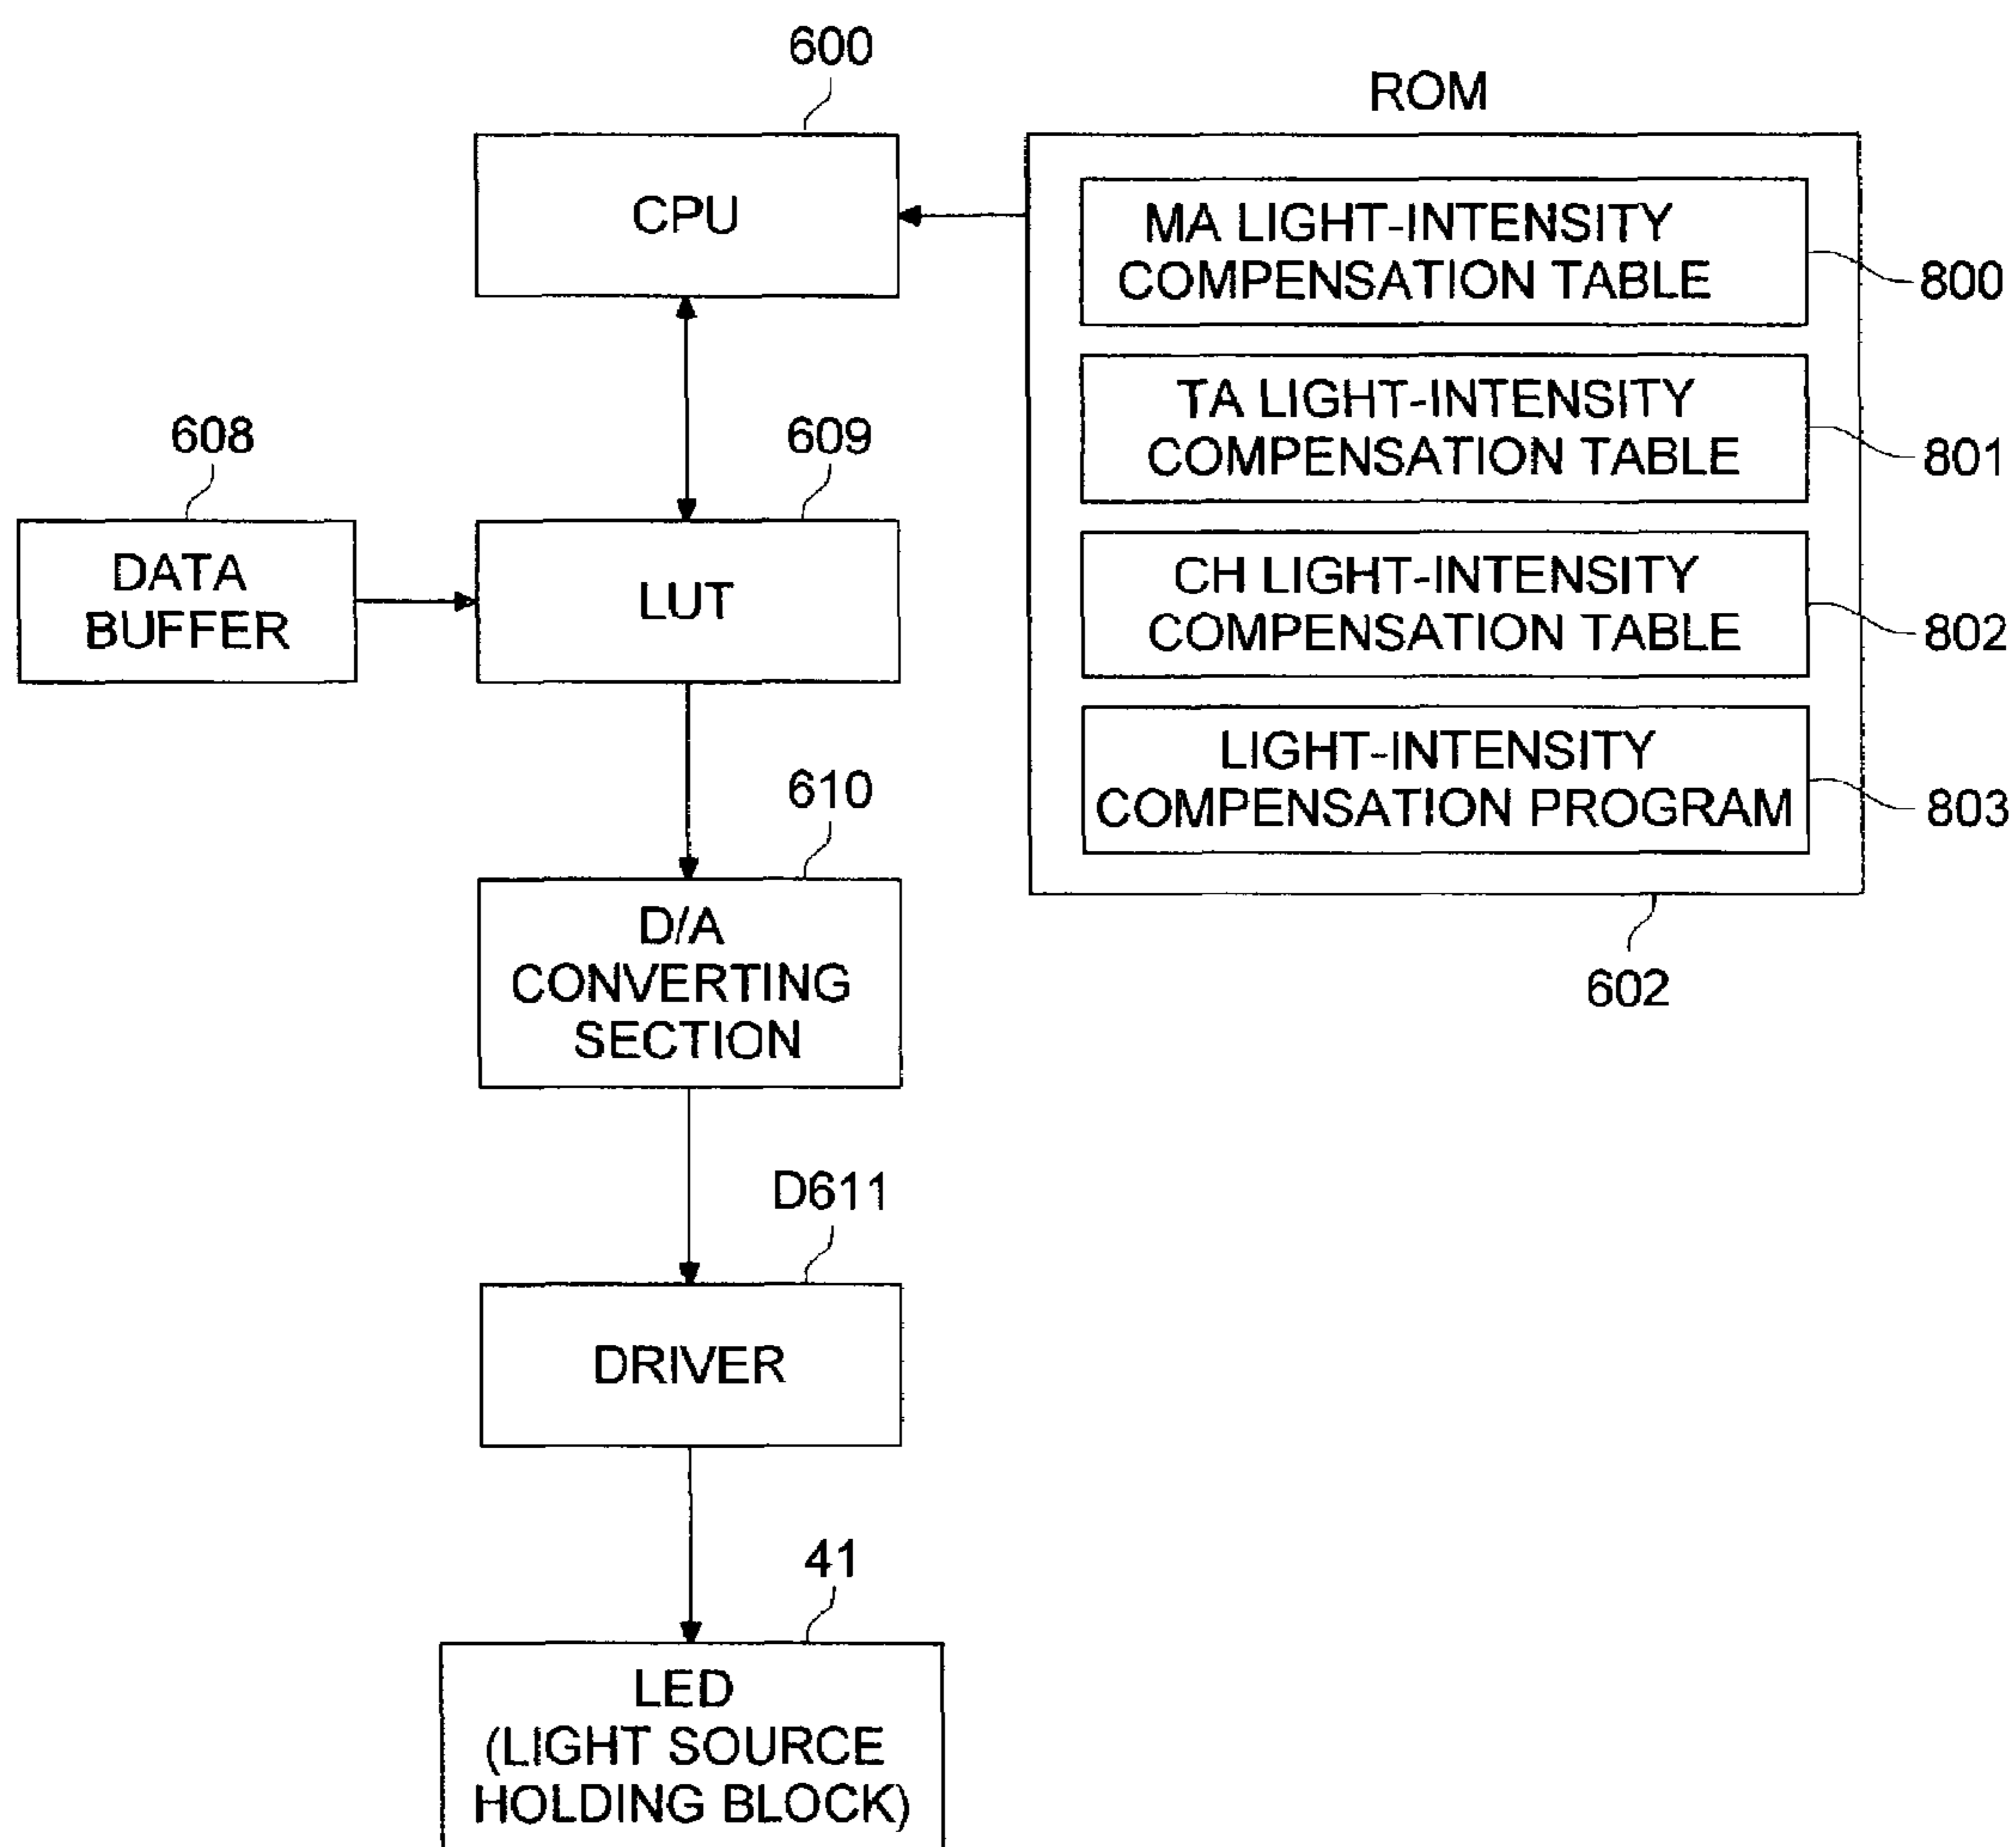 600
CPU
ROM
MA LIGHT-INTENSITY
COMPENSATION TABLE
800
TA LIGHT-INTENSITY
COMPENSATION TABLE
801
CH LIGHT-INTENSITY
COMPENSATION TABLE
802
LIGHT-INTENSITY
COMPENSATION PROGRAM
803
602
608
DATA
BUFFER
609
LUT
610
D/A
CONVERTING
SECTION
D611
DRIVER
41
LED
(LIGHT SOURCE
HOLDING BLOCK)